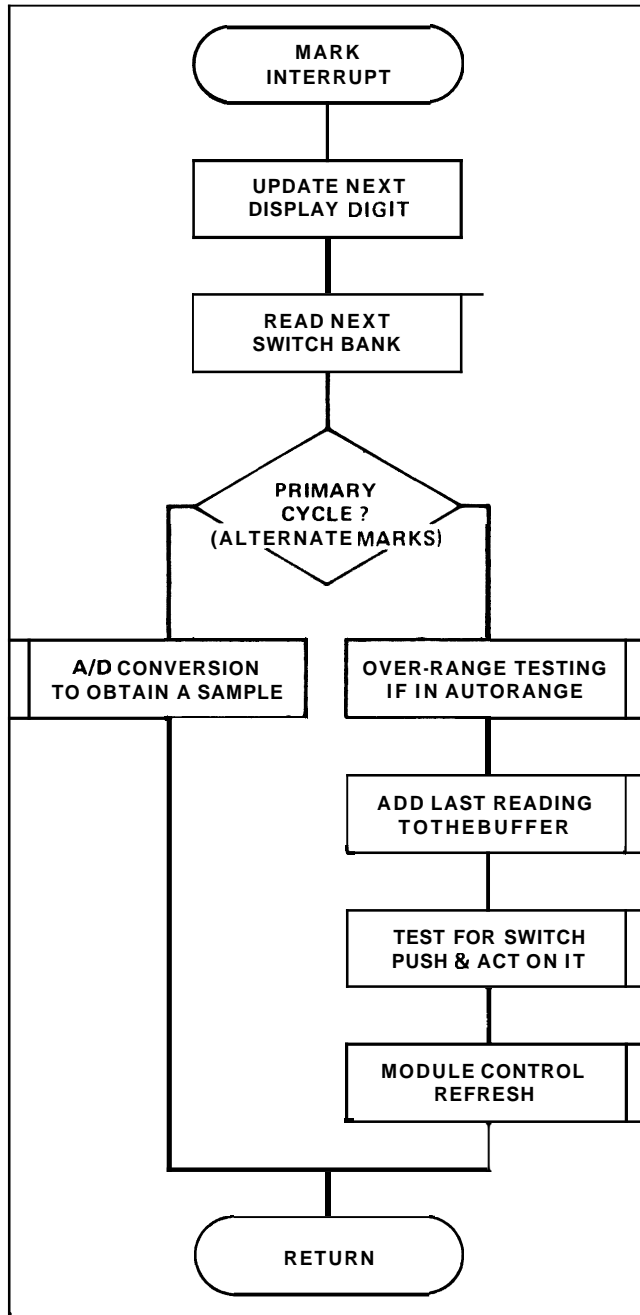 MARK
INTERRUPT
UPDATE NEXT
DISPLAY DIGIT
READ NEXT
SWITCH BANK
PRIMARY
CYCLE ?
(ALTERNATE MARKS)
A/D CONVERSION
TO OBTAIN A SAMPLE
OVER-RANGE TESTING
IF IN AUTORANGE
ADD LAST READING
TOTHEBUFFER
TEST FOR SWITCH
PUSH & ACT ON IT
MODULE CONTROL
REFRESH
RETURN